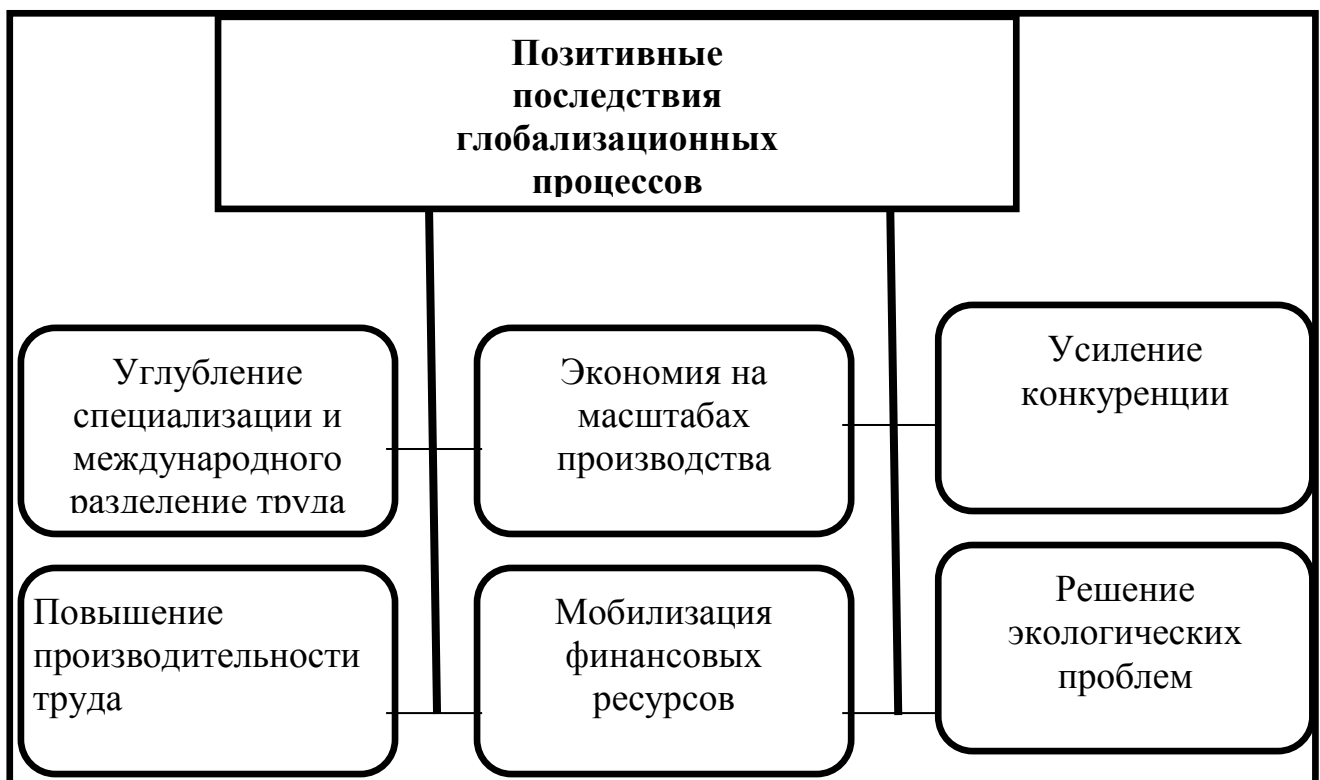 Позитивные
последствия
глобализационных
процессов
Углубление
специализации и
международного
разделение труда
Экономия на
масштабах
производства
Усиление
конкуренции
Повышение
производительности
труда
Мобилизация
финансовых
ресурсов
Решение
экологических
проблем